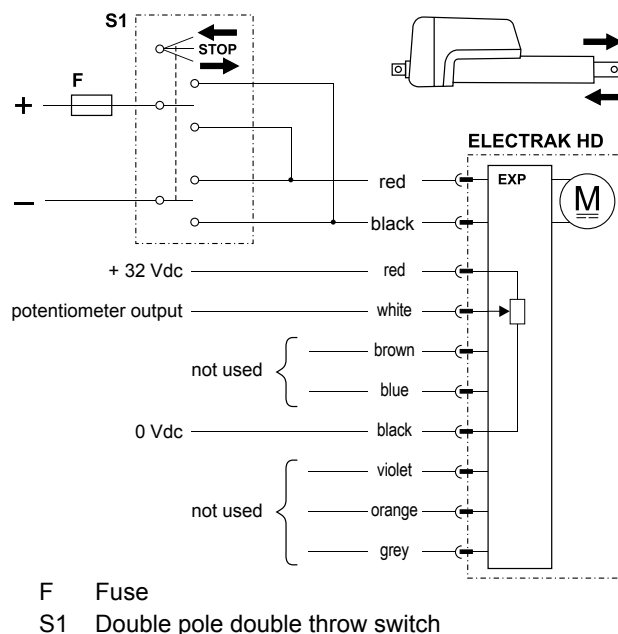 S1
STOP
F
+
–
ELECTRAK HD
EXP
M
red
black
+ 32 Vdc red
potentiometer output white
brown
not used
blue
0 Vdc black
violet
not used orange
grey
F Fuse
S1 Double pole double throw switch